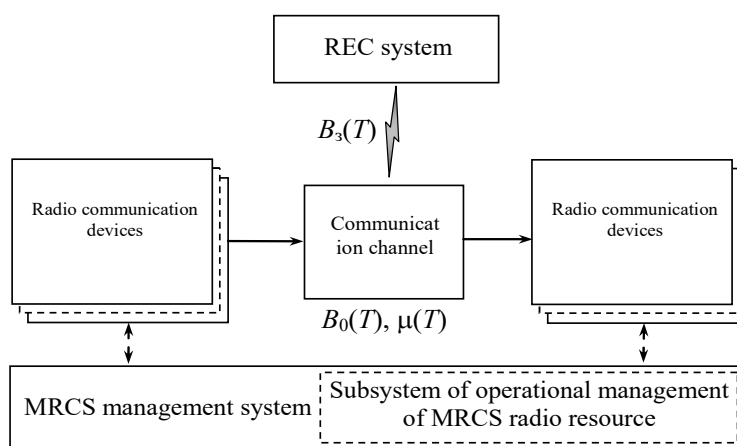 REC system
B₃(T)
Radio communication
devices
Communicat
ion channel
Radio communication
devices
B₀(T), μ(T)
MRCS management system
Subsystem of operational management
of MRCS radio resource